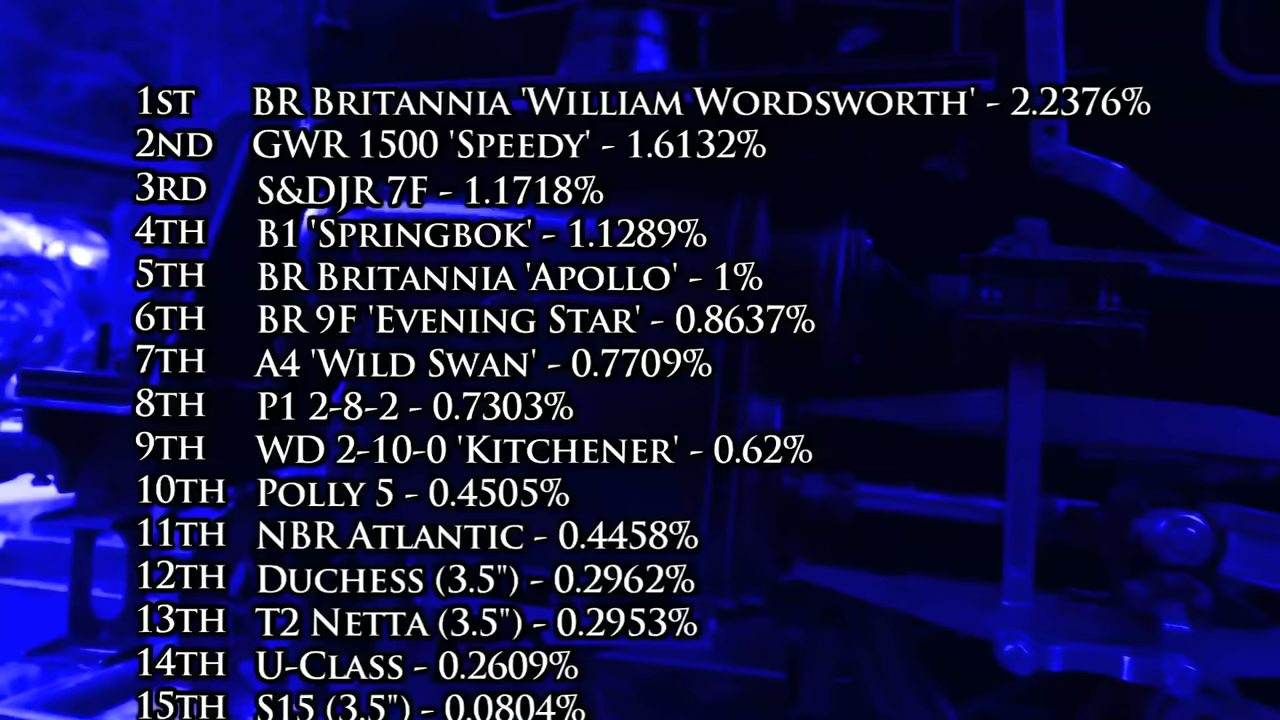 1ST BR BRITANNIA 'WILLIAM WORDSWORTH' - 2.2376%
2ND GWR 1500 'SPEEDY' - 1.6132%
3RD S&DJR 7F - 1.1718%
4TH B1 'SPRINGBOK' - 1.1289%
5TH BR BRITANNIA 'APOLLO' - 1%
6TH BR 9F 'EVENING STAR' - 0.8637%
7TH A4 'WILD SWAN' - 0.7709%
8TH P1 2-8-2 - 0.7303%
9TH WD 2-10-0 'KITCHENER' - 0.62%
10TH POLLY 5 - 0.4505%
11TH NBR ATLANTIC - 0.4458%
12TH DUCHESS (3.5") - 0.2962%
13TH T2 NETTA (3.5") - 0.2953%
14TH U-CLASS - 0.2609%
15TH S15 (3.5") - 0.0804%